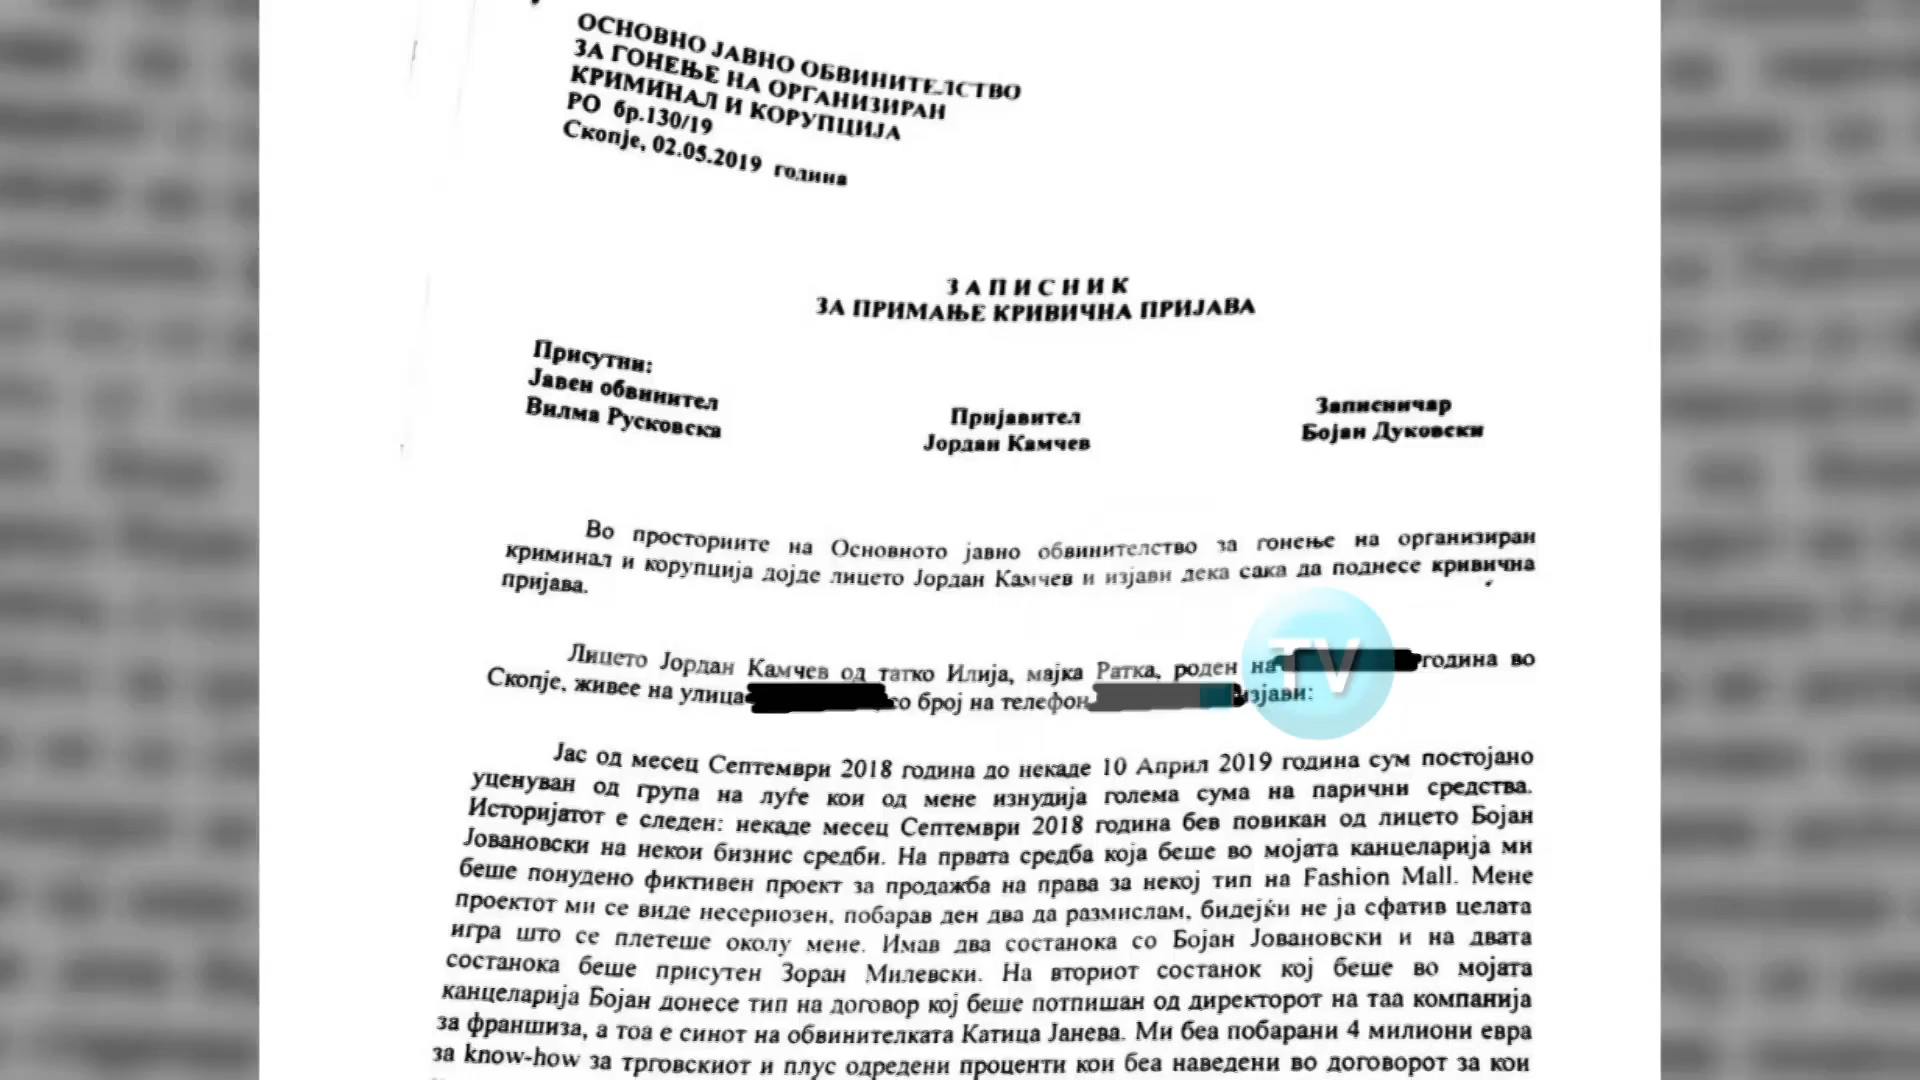 ОСНОВНО ЈАВНО ОБВИНИТЕЛСТВО
ЗА ГОНЕЊЕ НА ОРГАНИЗИРАН
КРИМИНАЛ И КОРУПЦИЈА
РО бр.130/19
Скопје, 02.05.2019 година
З А П И С Н И К
ЗА ПРИМАЊЕ КРИВИЧНА ПРИЈАВА
Присутни:
Јавен обвинител
Вилма Русковска
Пријавител
Јордан Камчев
Записничар
Бојан Дуковски
Во просториите на Основното јавно обвинителство за гонење на организиран
криминал и корупција дојде лицето Јордан Камчев и изјави дека сака да поднесе кривична
пријава.
Лицето Јордан Камчев од татко Илија, мајка Ратка, роден на година во
Скопје, живее на улица со број на телефон изјави:
TV
Јас од месец Септември 2018 година до некаде 10 Април 2019 година сум постојано
уценуван од група на луѓе кои од мене изнудија голема сума на парични средства.
Историјатот е следен: некаде месец Септември 2018 година бев повикан од лицето Бојан
Јовановски на некои бизнис средби. На првата средба која беше во мојата канцеларија ми
беше понудено фиктивен проект за продажба на права за некој тип на Fashion Mall. Мене
проектот ми се виде несериозен, побарав ден два да размислам, бидејќи не ја сфатив целата
игра што се плетеше околу мене. Имав два состанока со Бојан Јовановски и на двата
состанока беше присутен Зоран Милевски. На вториот состанок кој беше во мојата
канцеларија Бојан донесе тип на договор кој беше потпишан од директорот на таа компанија
за франшиза, а тоа е синот на обвинителката Катица Јанева. Ми беа побарани 4 милиони евра
за know-how за трговскиот и плус одредени проценти кои беа наведени во договорот за кои